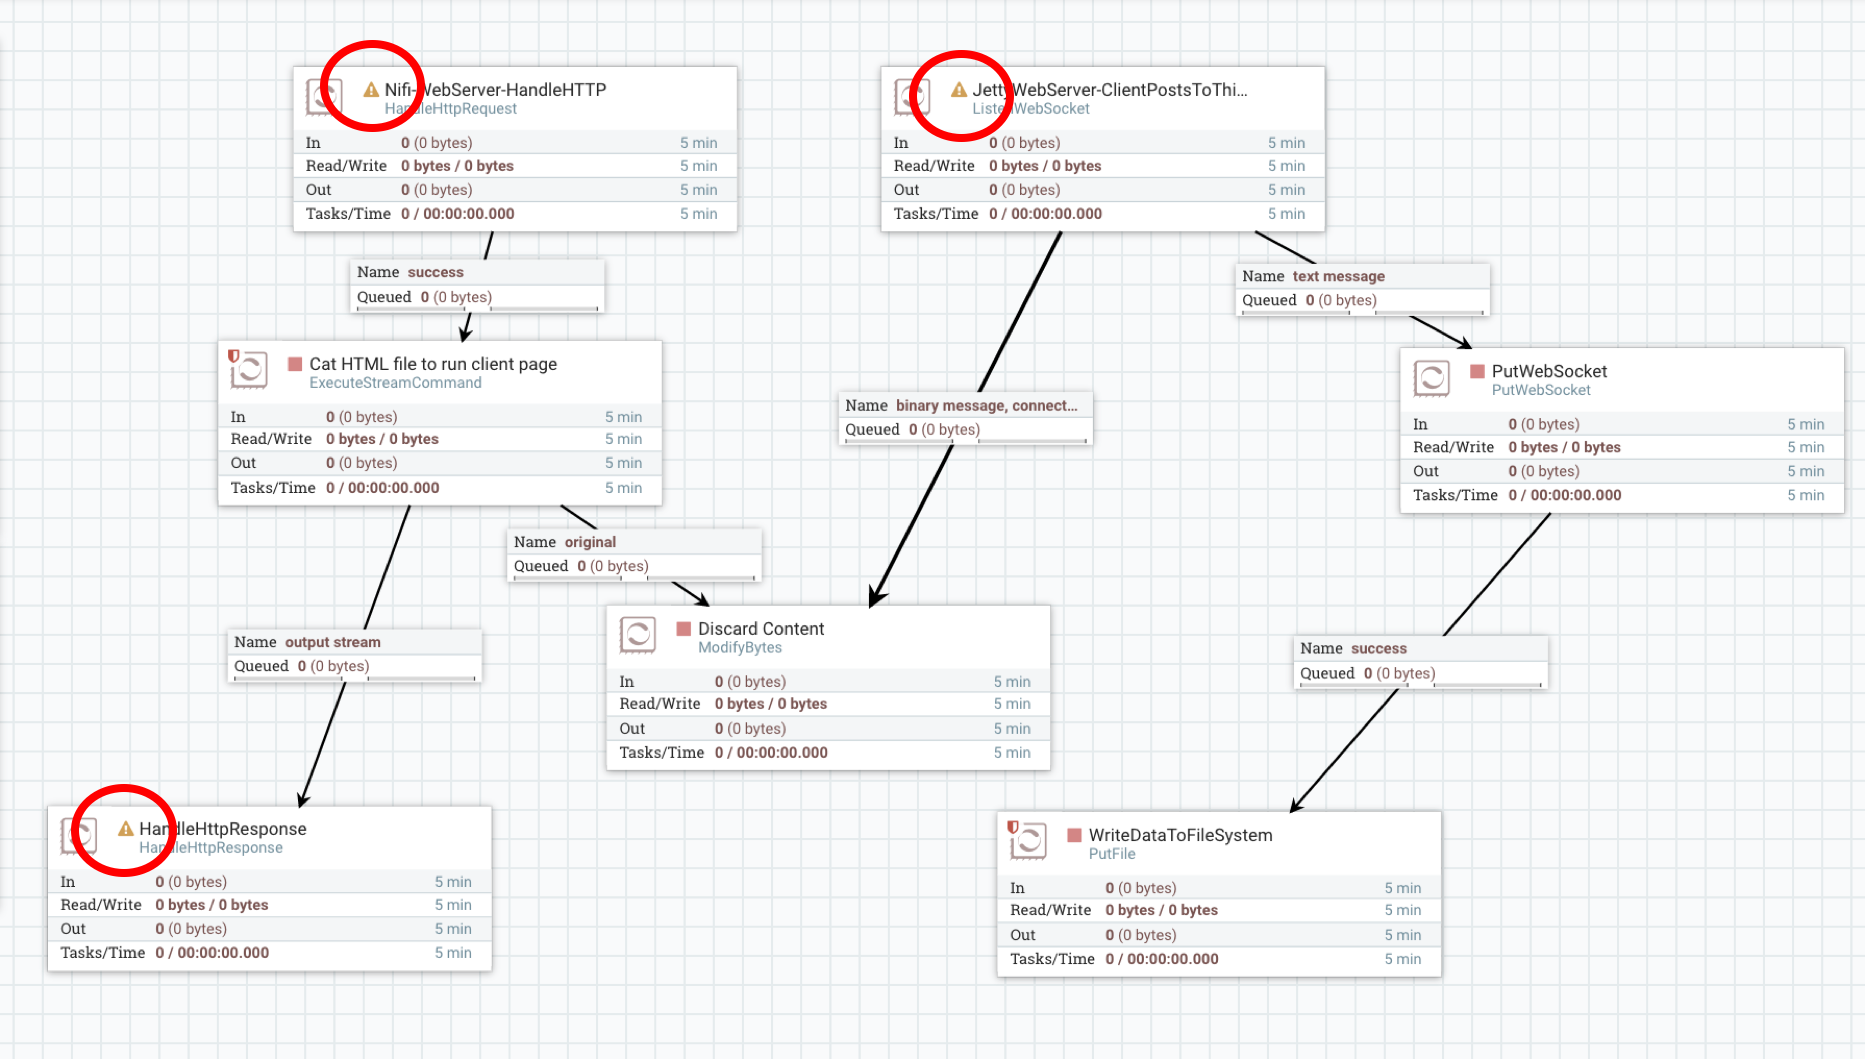 Nifi-WebServer-HandleHTTP
HandleHttpRequest
In 0 (0 bytes) 5 min
Read/Write 0 bytes / 0 bytes 5 min
Out 0 (0 bytes) 5 min
Tasks/Time 0 / 00:00:00.000 5 min
JettyWebServer-ClientPostsToThi...
ListenWebSocket
In 0 (0 bytes) 5 min
Read/Write 0 bytes / 0 bytes 5 min
Out 0 (0 bytes) 5 min
Tasks/Time 0 / 00:00:00.000 5 min
Name success
Queued 0 (0 bytes)
Name text message
Queued 0 (0 bytes)
Cat HTML file to run client page
ExecuteStreamCommand
In 0 (0 bytes) 5 min
Read/Write 0 bytes / 0 bytes 5 min
Out 0 (0 bytes) 5 min
Tasks/Time 0 / 00:00:00.000 5 min
Name binary message, connect...
Queued 0 (0 bytes)
PutWebSocket
PutWebSocket
In 0 (0 bytes) 5 min
Read/Write 0 bytes / 0 bytes 5 min
Out 0 (0 bytes) 5 min
Tasks/Time 0 / 00:00:00.000 5 min
Name original
Queued 0 (0 bytes)
Name output stream
Queued 0 (0 bytes)
Discard Content
ModifyBytes
In 0 (0 bytes) 5 min
Read/Write 0 bytes / 0 bytes 5 min
Out 0 (0 bytes) 5 min
Tasks/Time 0 / 00:00:00.000 5 min
Name success
Queued 0 (0 bytes)
HandleHttpResponse
HandleHttpResponse
In 0 (0 bytes) 5 min
Read/Write 0 bytes / 0 bytes 5 min
Out 0 (0 bytes) 5 min
Tasks/Time 0 / 00:00:00.000 5 min
WriteDataToFileSystem
PutFile
In 0 (0 bytes) 5 min
Read/Write 0 bytes / 0 bytes 5 min
Out 0 (0 bytes) 5 min
Tasks/Time 0 / 00:00:00.000 5 min